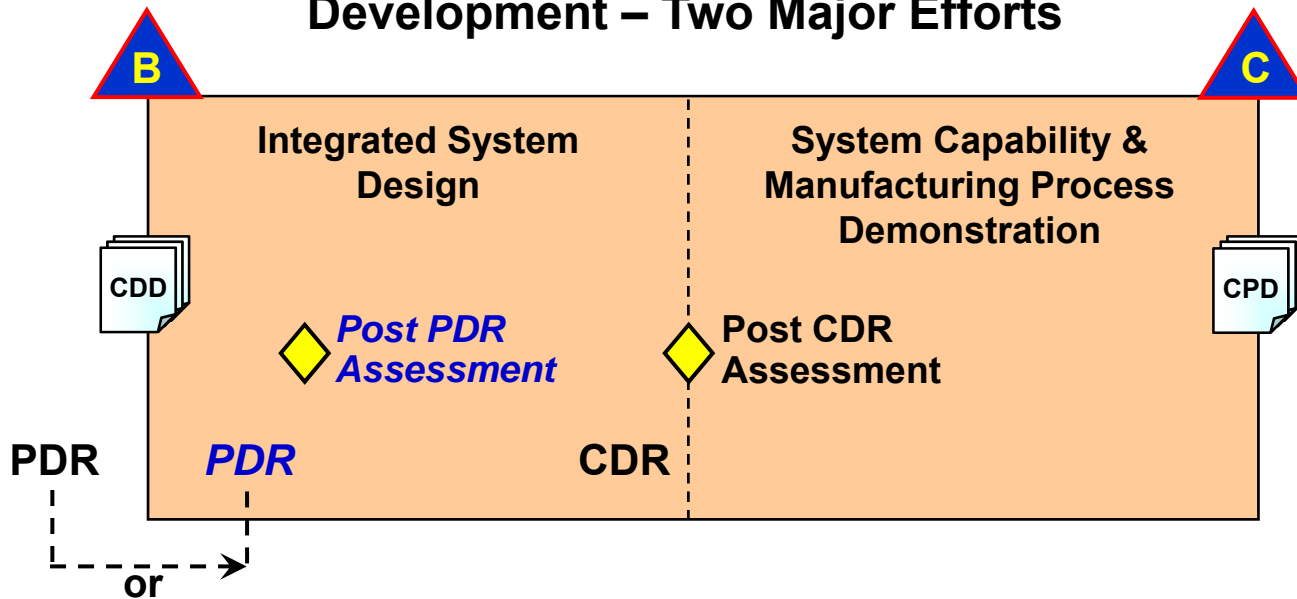 Development – Two Major Efforts
B
C
Integrated System
Design
System Capability &
Manufacturing Process
Demonstration
CDD
CPD
Post PDR
Assessment
Post CDR
Assessment
PDR
PDR
CDR
or